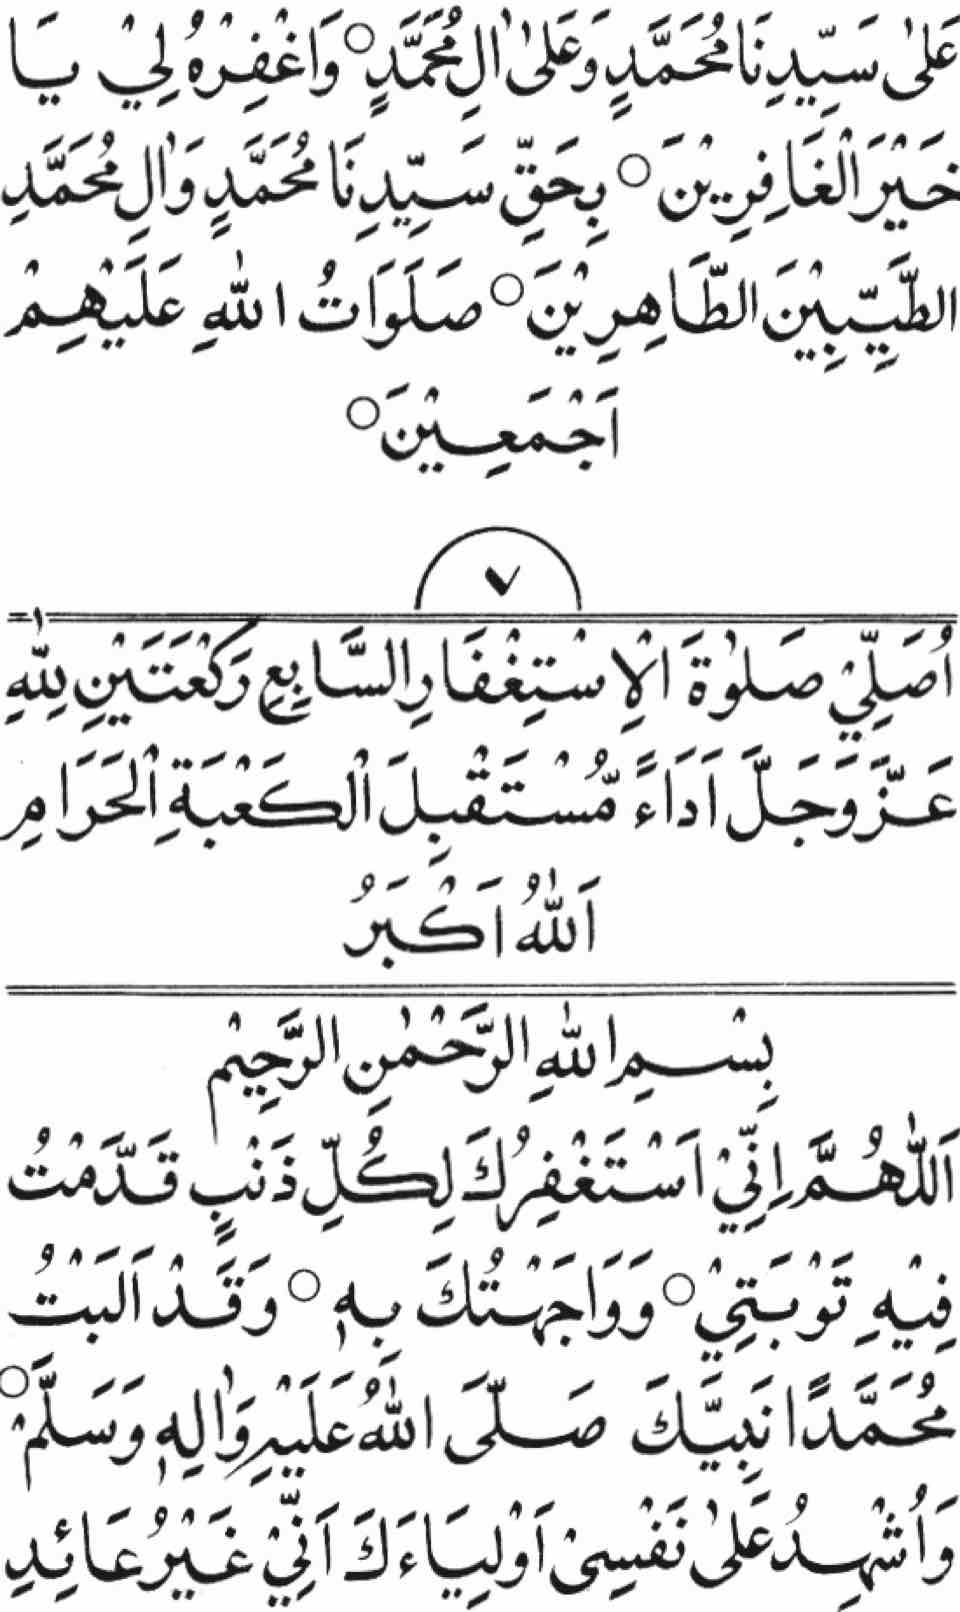 عَلٰى سَيِّدِنَا مُحَمَّدٍ وَعَلٰى اٰلِ مُحَمَّدٍ○ وَاغْفِرْهُ لِيْ يَا
خَيْرَ الْغَافِرِيْنَ○ بِحَقِّ سَيِّدِنَا مُحَمَّدٍ وَاٰلِ مُحَمَّدِ
الطَّيِّبِيْنَ الطَّاهِرِيْنَ○ صَلَوَاتُ اللّٰهِ عَلَيْهِمْ
اَجْمَعِيْنَ○
٧
اُصَلِّيْ صَلٰوةَ الْاِسْتِغْفَارِ السَّابِعِ رَكْعَتَيْنِ لِلّٰهِ
عَزَّ وَجَلَّ اَدَاءً مُّسْتَقْبِلَ الْكَعْبَةِ الْحَرَامِ
اَللّٰهُ اَكْبَرُ
بِسْمِ اللّٰهِ الرَّحْمٰنِ الرَّحِيْمِ
اَللّٰهُمَّ اِنِّيْ اَسْتَغْفِرُكَ لِكُلِّ ذَنْبٍ قَدَّمْتُ
فِيْهِ تَوْبَتِيْ○ وَوَاجَهْتُكَ بِهٖ○ وَقَدْ اٰلَيْتُ
مُحَمَّدًا نَبِيَّكَ صَلَّى اللّٰهُ عَلَيْهِ وَاٰلِهٖ وَسَلَّمْ○
وَاُشْهِدُ عَلٰى نَفْسِىْ اَوْلِيَاءَكَ اَنِّيْ غَيْرُ عَائِدٍ